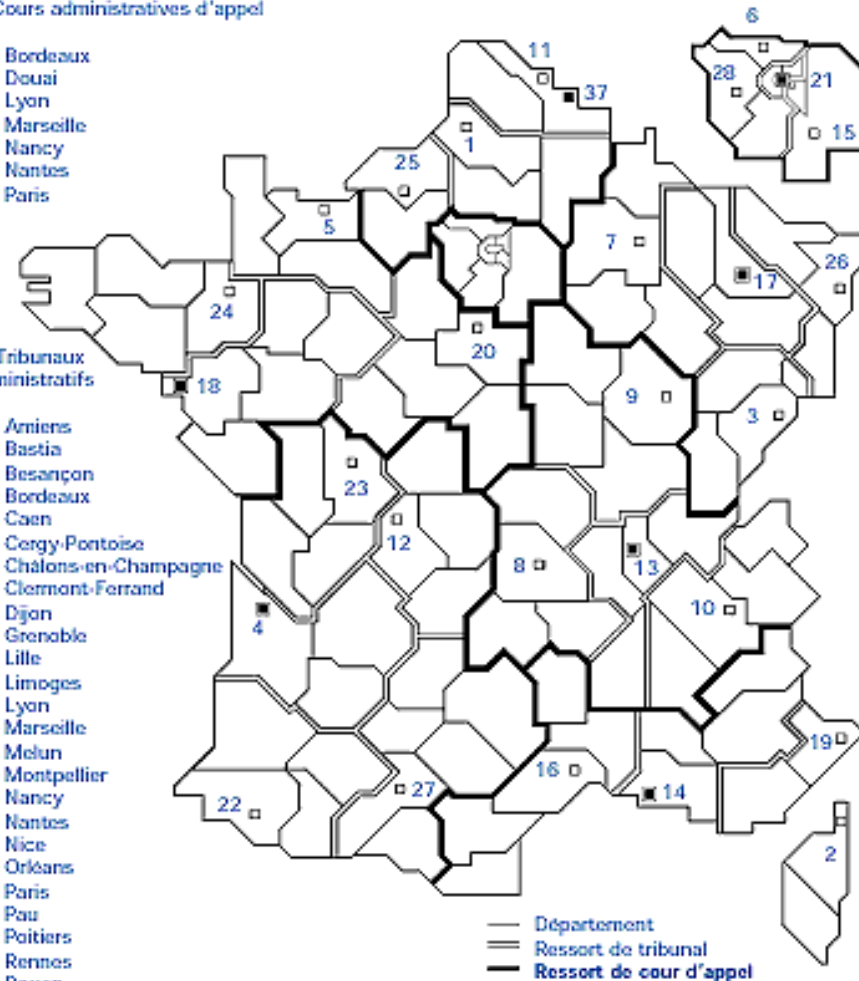 Cours administratives d'appel
Bordeaux
Douai
Lyon
Marseille
Nancy
Nantes
Paris
Tribunaux
ministratifs
Amiens
Bastia
Besançon
Bordeaux
Caen
Cergy-Pontoise
Châlons-en-Champagne
Clermont-Ferrand
Dijon
Grenoble
Lille
Limoges
Lyon
Marseille
Melun
Montpellier
Nancy
Nantes
Nice
Orléans
Paris
Pau
Poitiers
Rennes
6
11
28
21
37
15
1
25
5
7
26
17
24
20
18
9
3
23
12
8
13
10
4
19
16
27
14
22
2
Département
Ressort de tribunal
Ressort de cour d'appel